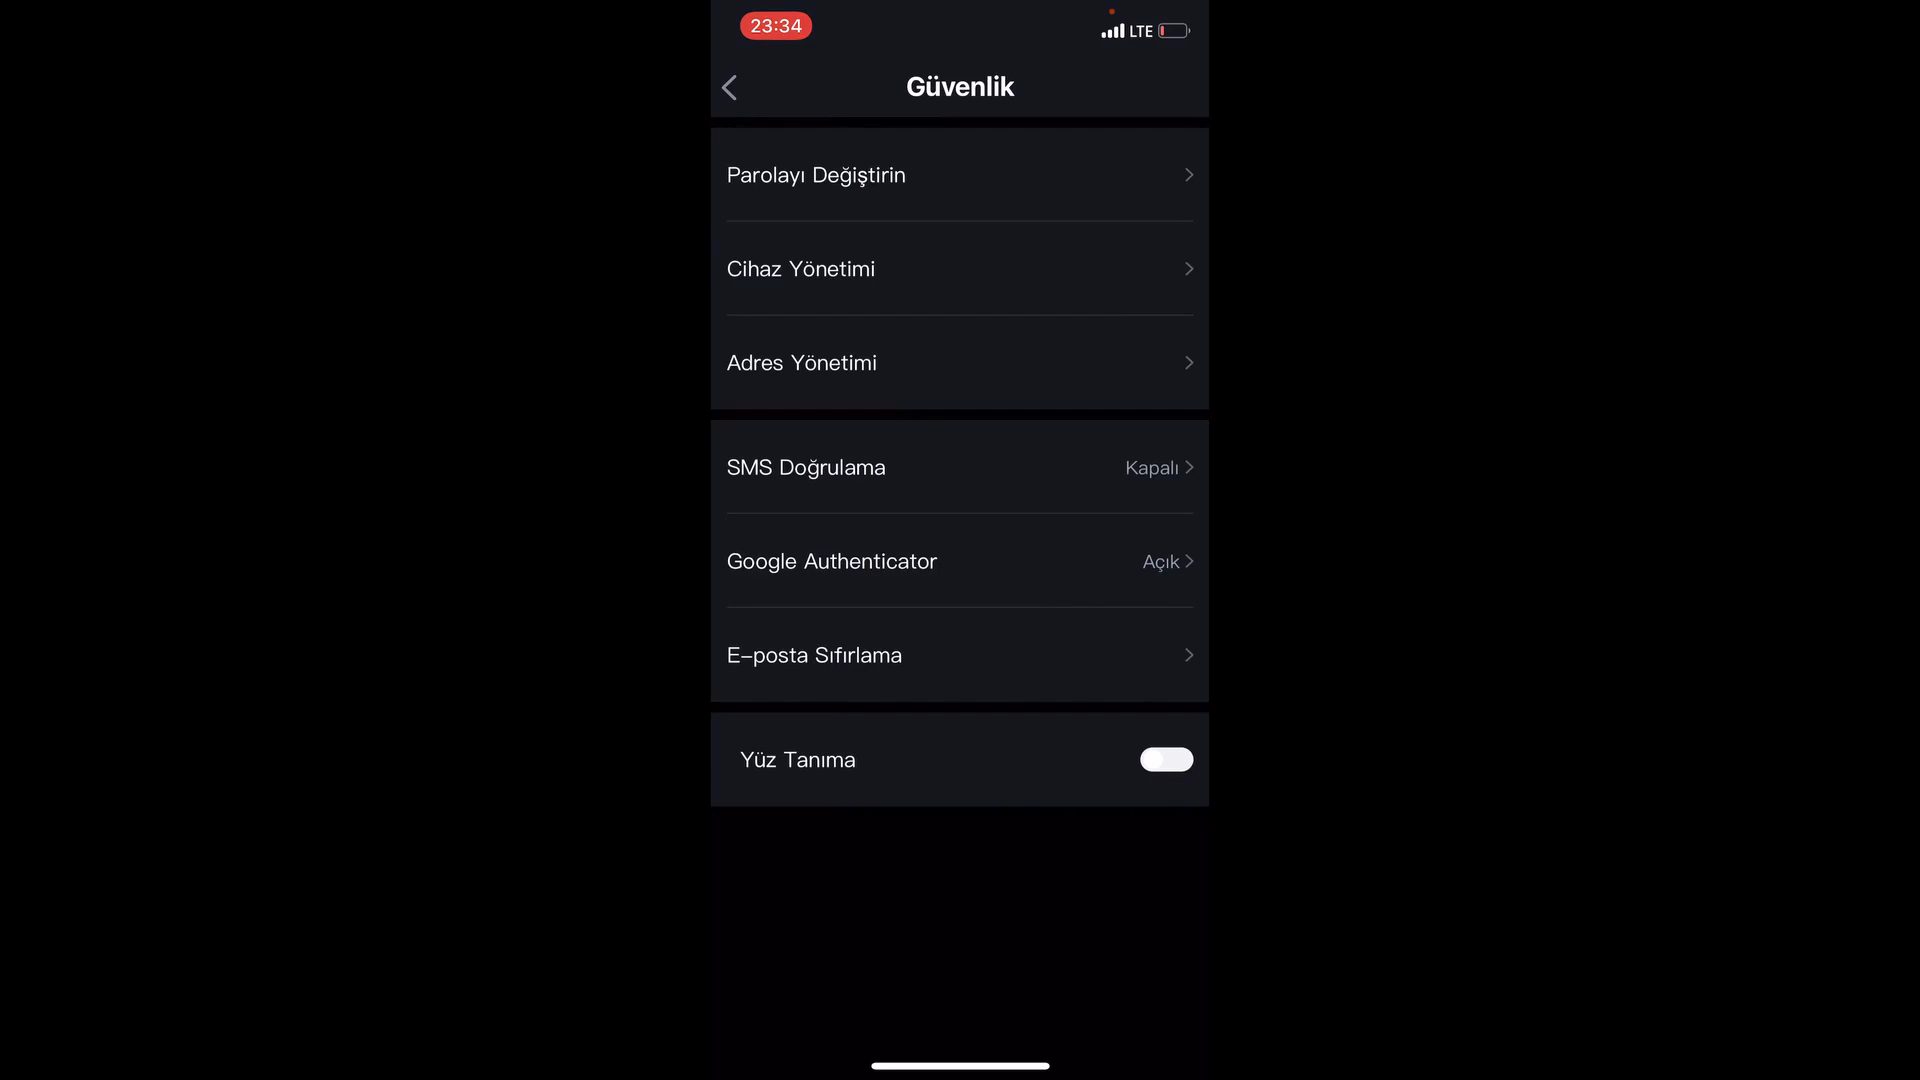 23:34
LTE
Güvenlik
Parolayı Değiştirin
Cihaz Yönetimi
Adres Yönetimi
SMS Doğrulama Kapalı
Google Authenticator Açık
E-posta Sıfırlama
Yüz Tanıma